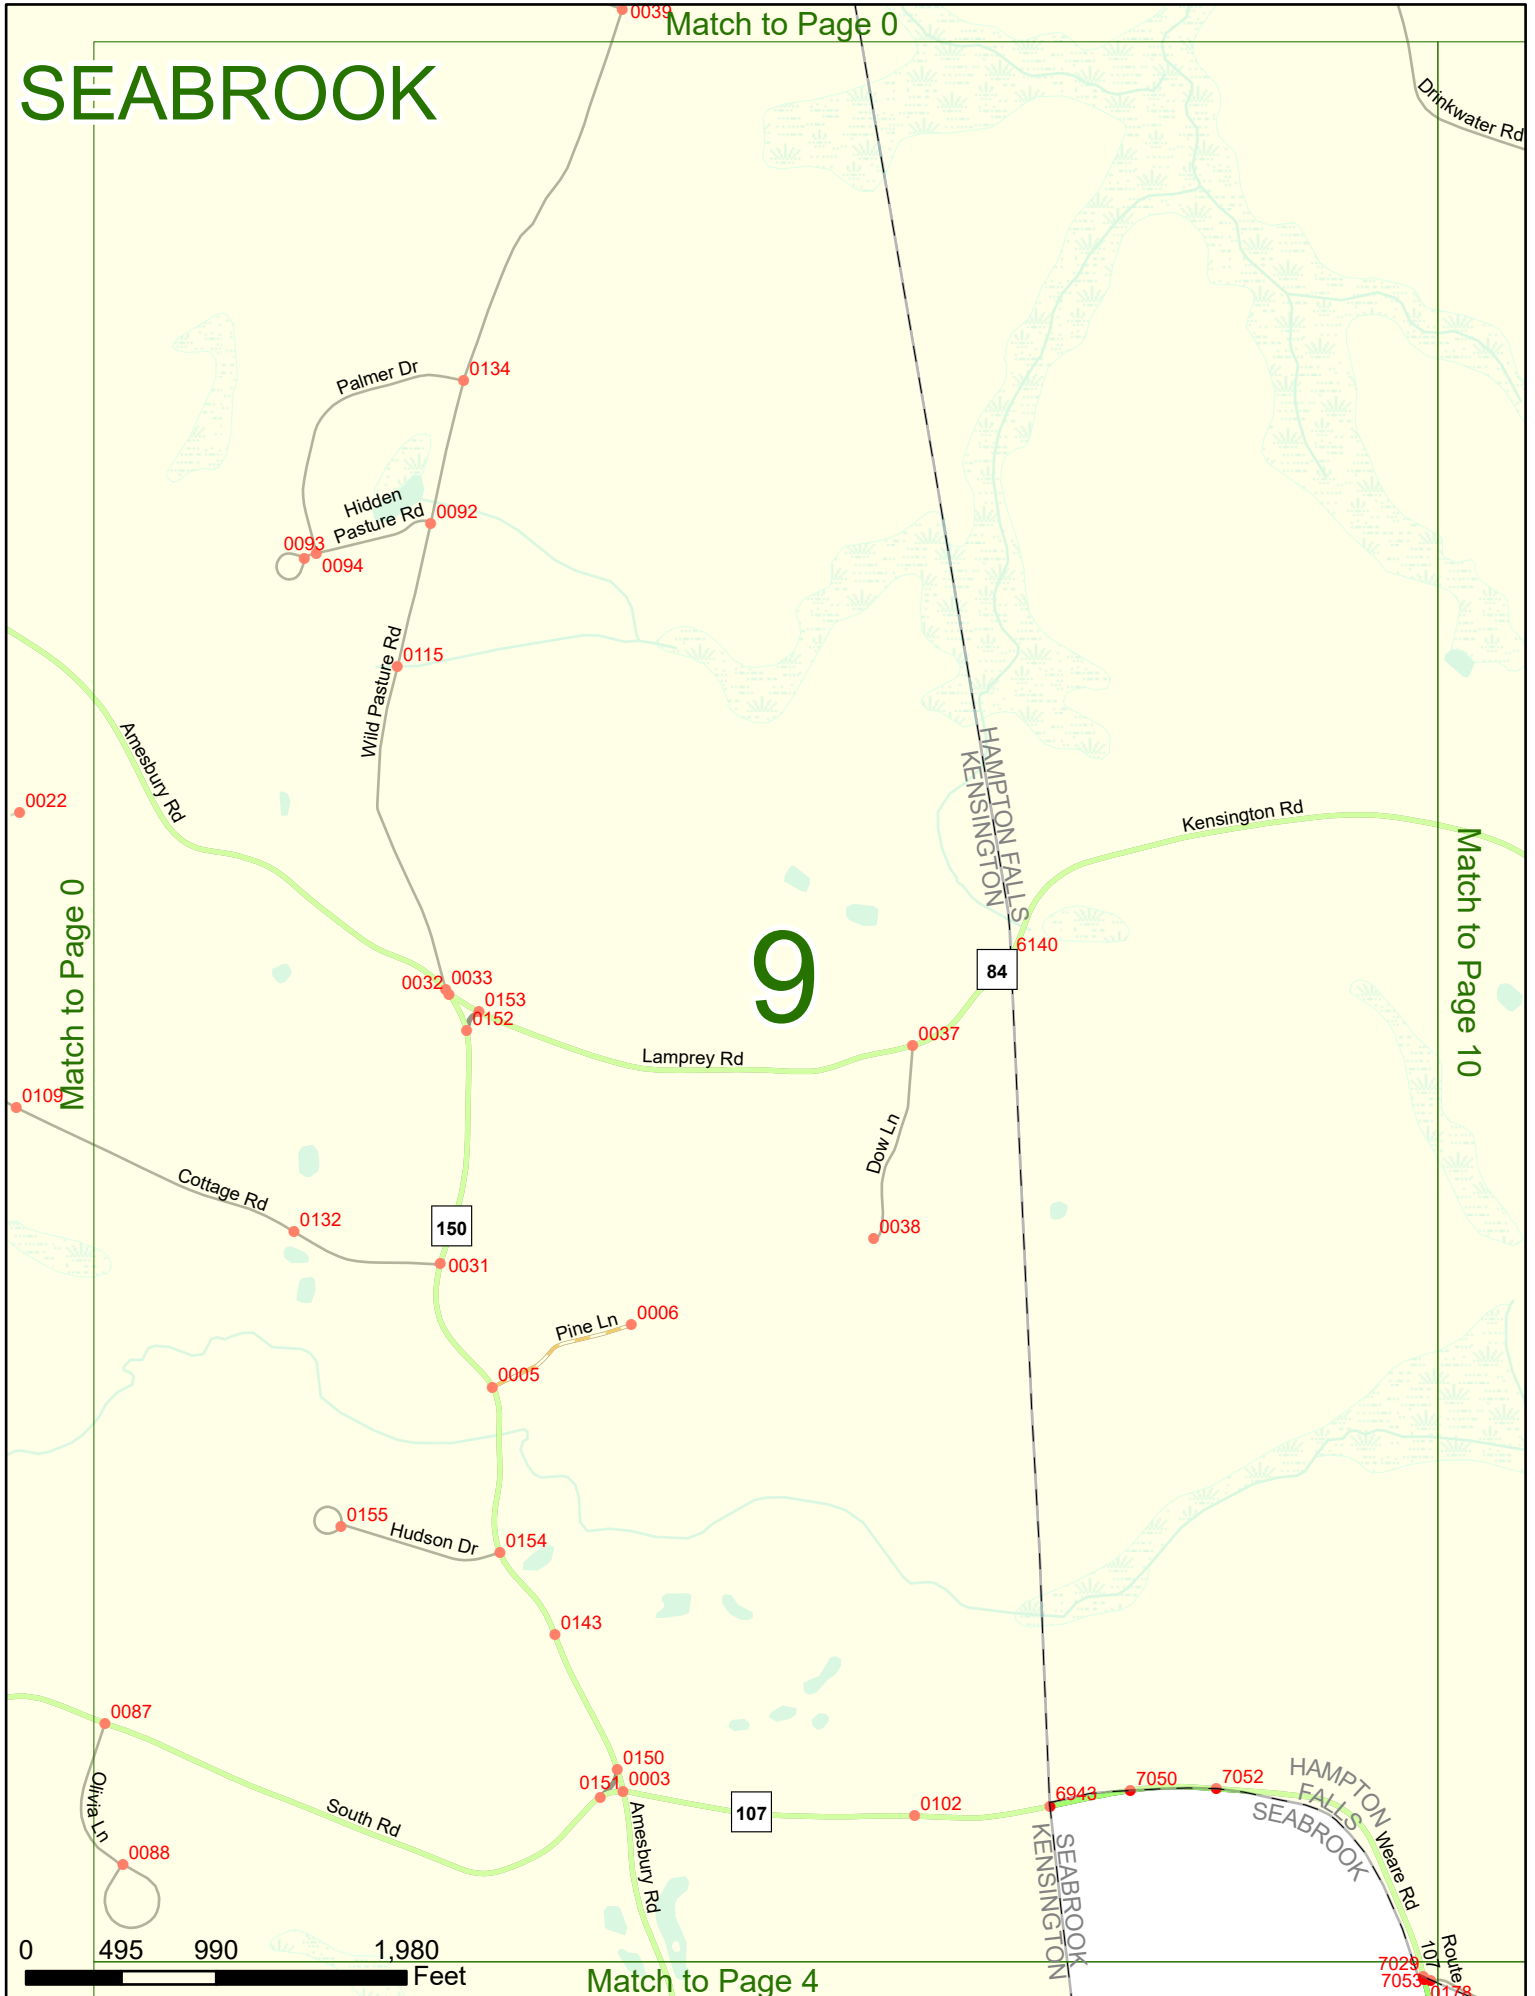 0039
Match to Page 0
SEABROOK
Drinkwater Rd
Palmer Dr
0134
Hidden
Pasture Rd
0092
0093
0094
Wild Pasture Rd
0115
Amesbury Rd
0022
HAMPTON FALLS
KENSINGTON
Kensington Rd
Match to Page 0
Match to Page 10
9
6140
84
0032
0033
0153
0152
0037
Lamprey Rd
0109
Dow Ln
Cottage Rd
0132
150
0038
0031
Pine Ln
0006
0005
0155
Hudson Dr
0154
0143
0087
0150
0151
0003
Olivia Ln
South Rd
Amesbury Rd
107
0102
6943
7050
7052
HAMPTON
FALLS
SEABROOK
Weare Rd
0088
SEABROOK
KENSINGTON
0
495
990
1,980
Feet
Match to Page 4
Route
107
7029
7053
0178